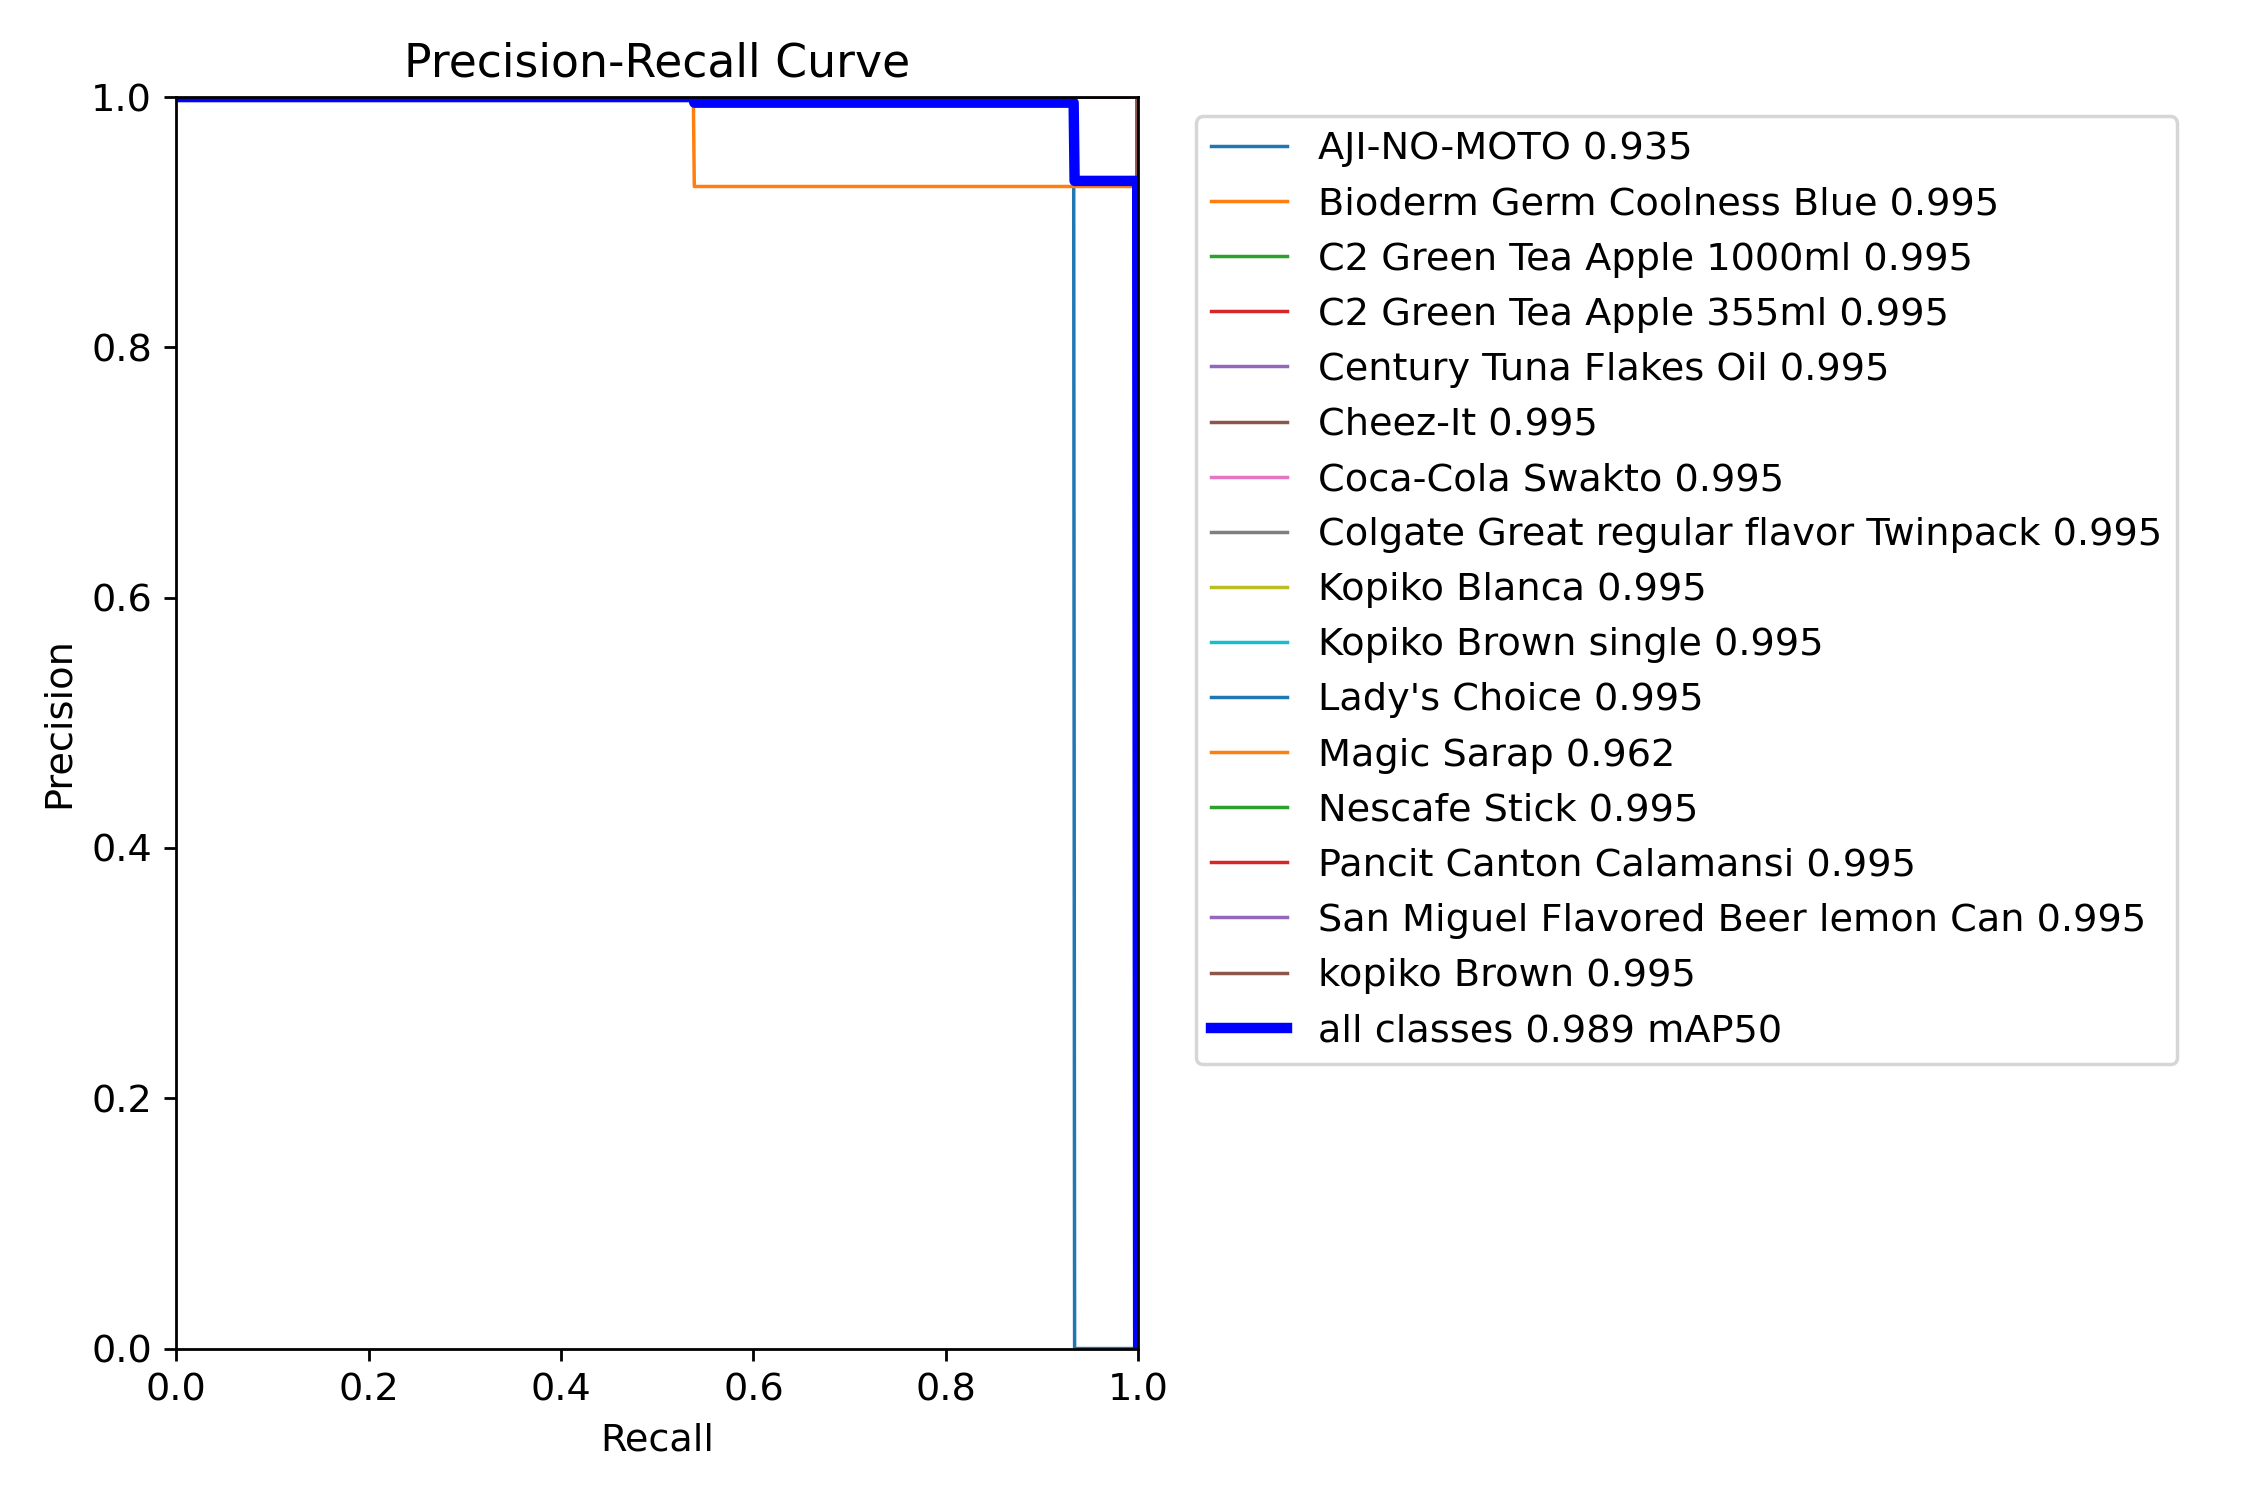 Precision-Recall Curve
1.0
0.8
0.6
0.4
0.2
0.0
Precision
0.0 0.2 0.4 0.6 0.8 1.0
Recall
AJI-NO-MOTO 0.935
Bioderm Germ Coolness Blue 0.995
C2 Green Tea Apple 1000ml 0.995
C2 Green Tea Apple 355ml 0.995
Century Tuna Flakes Oil 0.995
Cheez-It 0.995
Coca-Cola Swakto 0.995
Colgate Great regular flavor Twinpack 0.995
Kopiko Blanca 0.995
Kopiko Brown single 0.995
Lady's Choice 0.995
Magic Sarap 0.962
Nescafe Stick 0.995
Pancit Canton Calamansi 0.995
San Miguel Flavored Beer lemon Can 0.995
kopiko Brown 0.995
all classes 0.989 mAP50